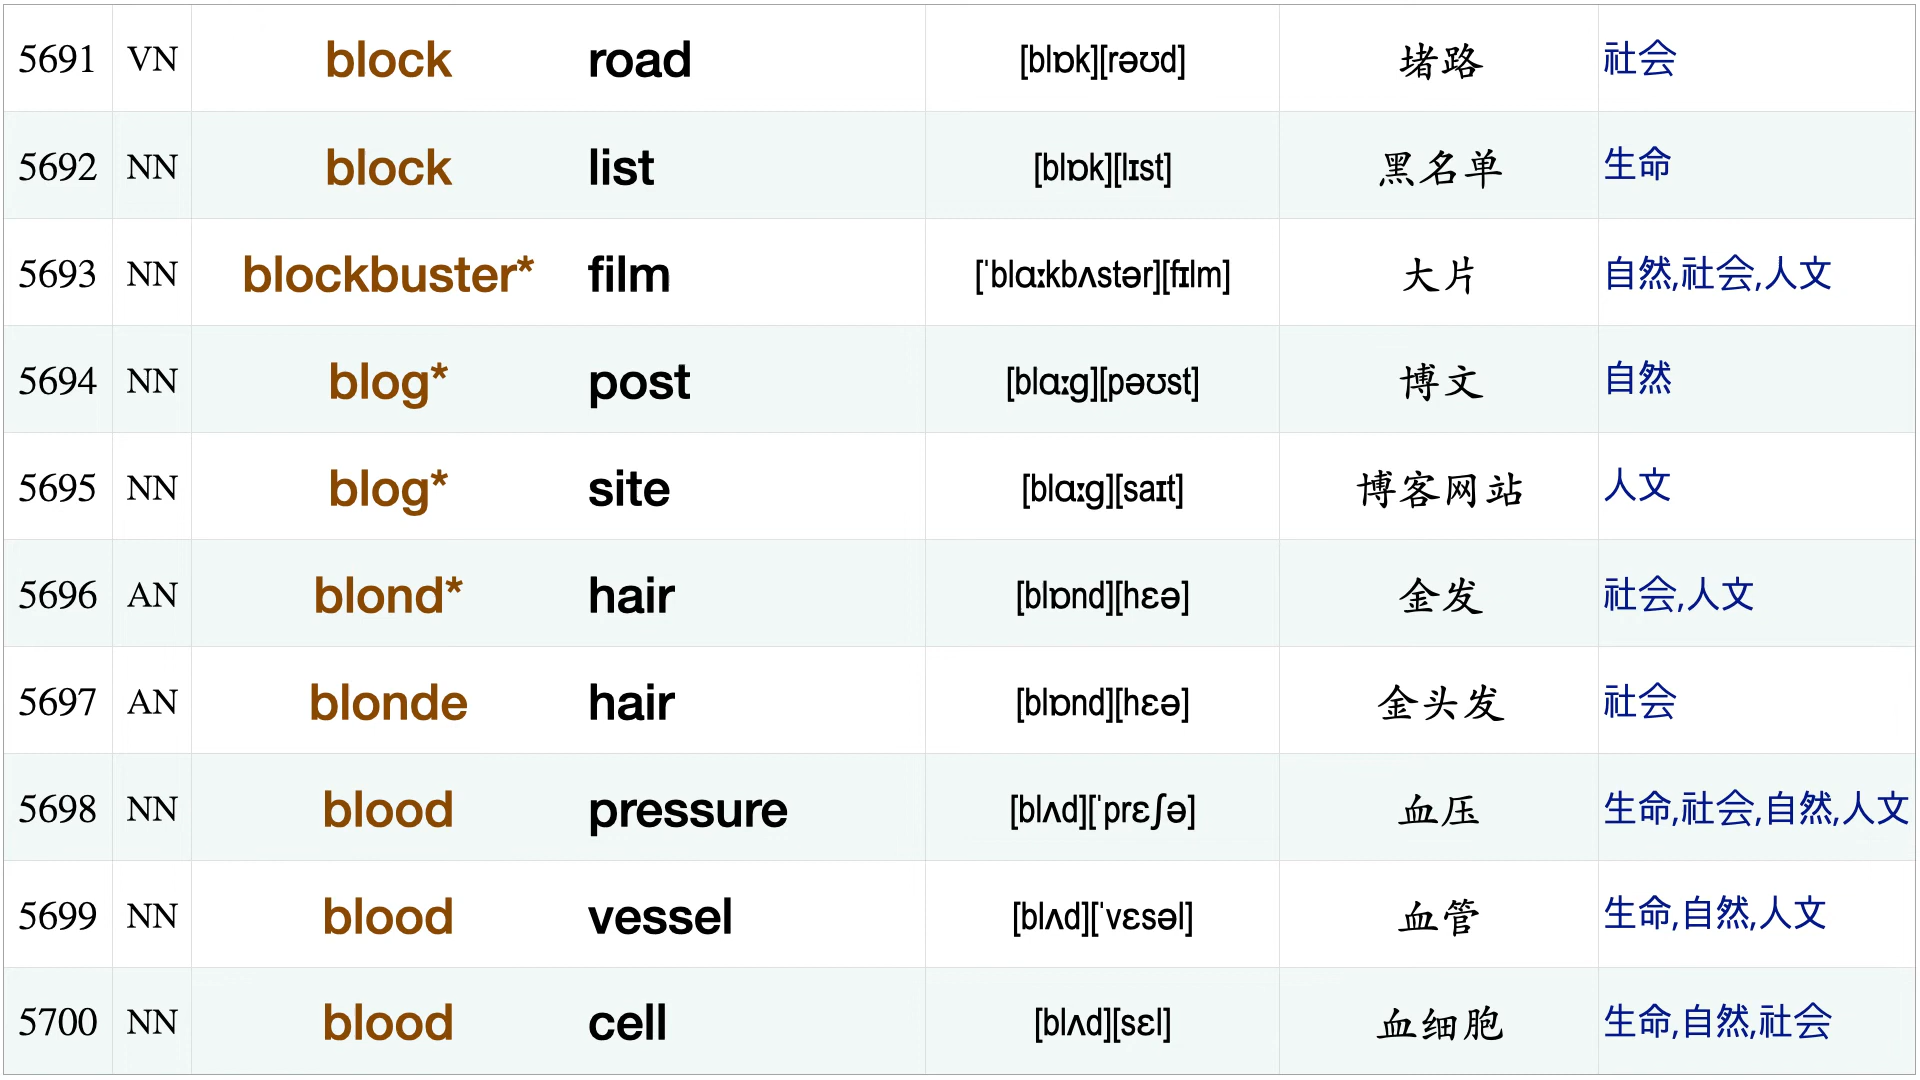 5691 VN block road [blɒk][rəʊd] 堵路 社会
5692 NN block list [blɒk][lɪst] 黑名单 生命
5693 NN blockbuster* film [ˈblɑːkbʌstər][fɪlm] 大片 自然,社会,人文
5694 NN blog* post [blɑːg][pəʊst] 博文 自然
5695 NN blog* site [blɑːg][saɪt] 博客网站 人文
5696 AN blond* hair [blɒnd][hɛə] 金发 社会,人文
5697 AN blonde hair [blɒnd][hɛə] 金头发 社会
5698 NN blood pressure [blʌd][ˈprɛʃə] 血压 生命,社会,自然,人文
5699 NN blood vessel [blʌd][ˈvɛsəl] 血管 生命,自然,人文
5700 NN blood cell [blʌd][sɛl] 血细胞 生命,自然,社会